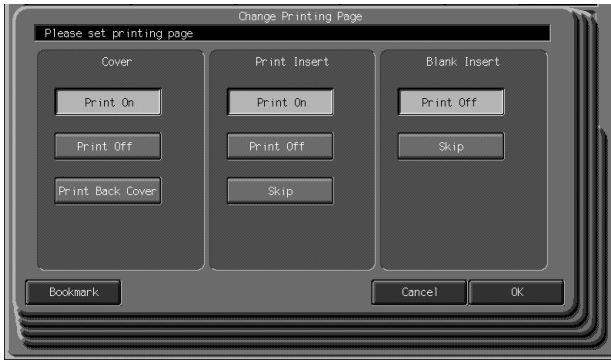 Change Printing Page
Please set printing page
Cover
Print On
Print Off
Print Back Cover
Print Insert
Print On
Print Off
Skip
Blank Insert
Print Off
Skip
Bookmark
Cancel
OK